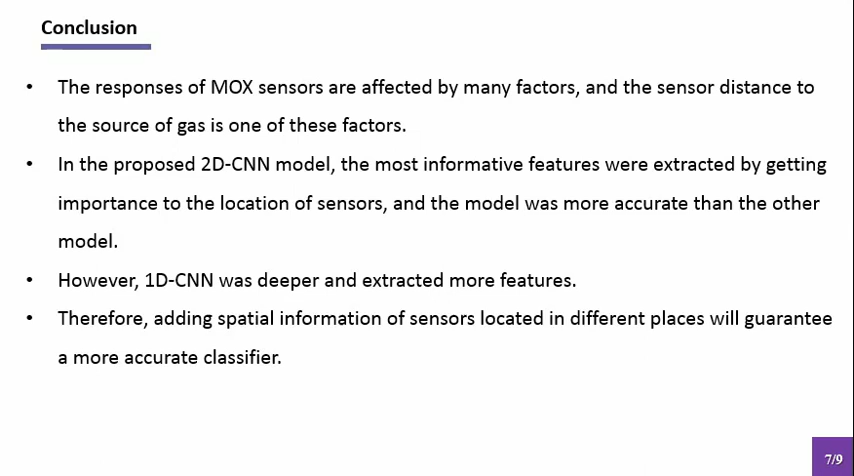 Conclusion
• The responses of MOX sensors are affected by many factors, and the sensor distance to
the source of gas is one of these factors.
• In the proposed 2D-CNN model, the most informative features were extracted by getting
importance to the location of sensors, and the model was more accurate than the other
model.
• However, 1D-CNN was deeper and extracted more features.
• Therefore, adding spatial information of sensors located in different places will guarantee
a more accurate classifier.
7/9